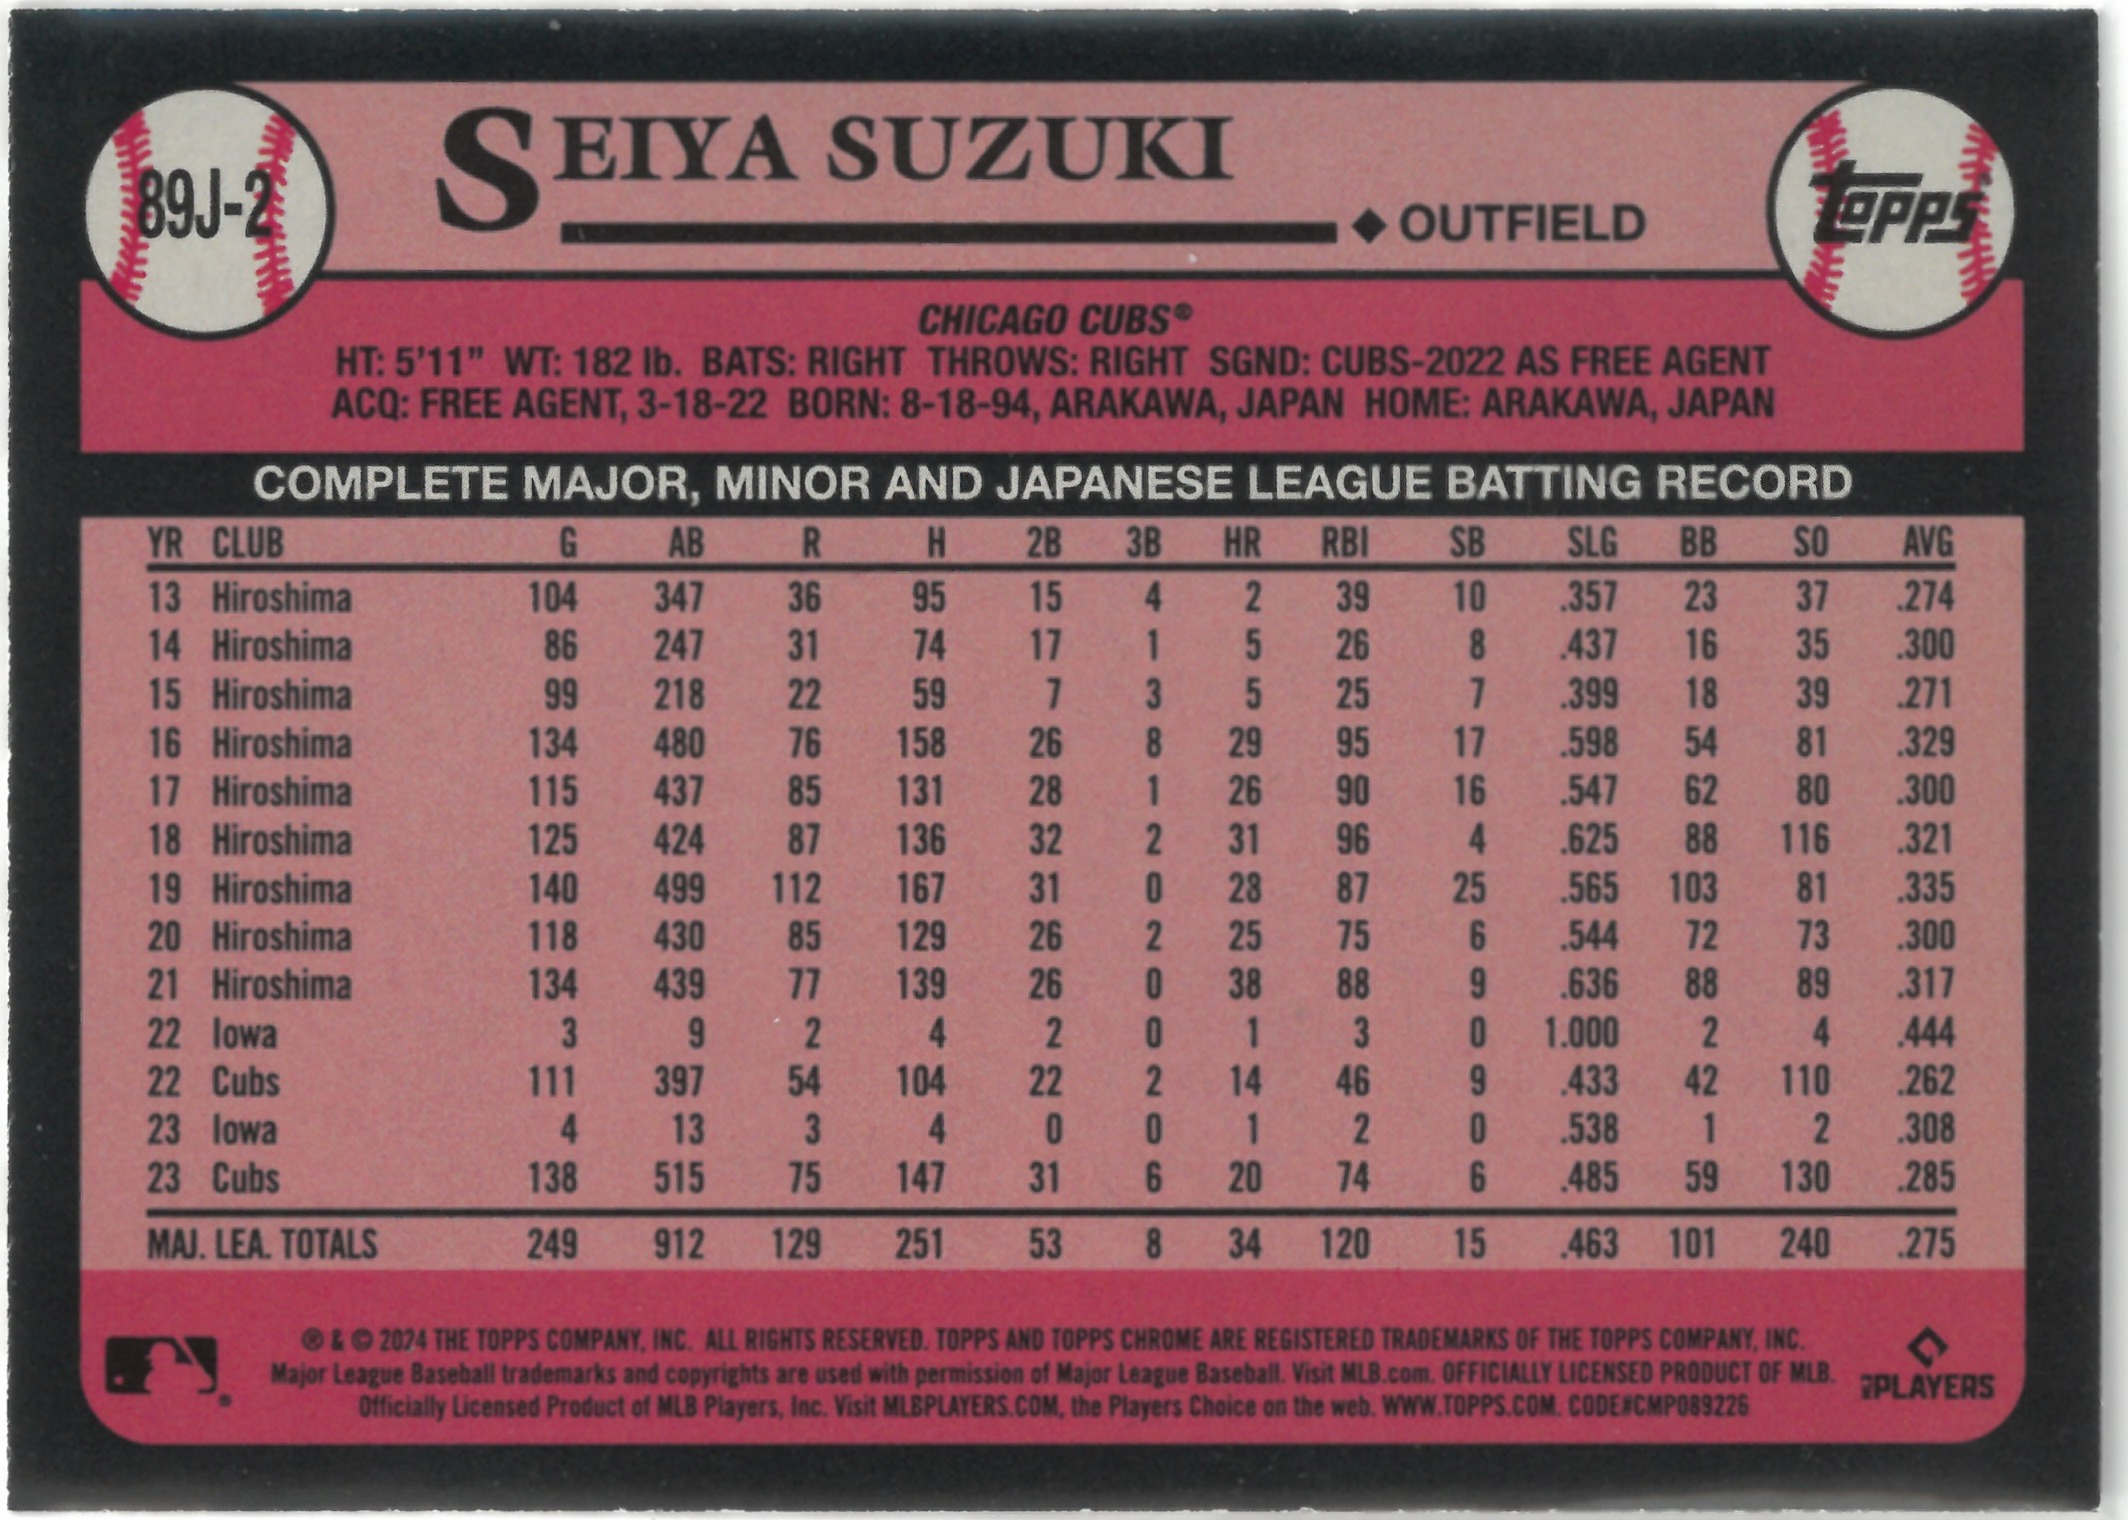 89J-2
SEIYA SUZUKI
◆ OUTFIELD
topps
CHICAGO CUBS®
HT: 5'11" WT: 182 lb. BATS: RIGHT THROWS: RIGHT SGND: CUBS-2022 AS FREE AGENT
ACQ: FREE AGENT, 3-18-22 BORN: 8-18-94, ARAKAWA, JAPAN HOME: ARAKAWA, JAPAN
COMPLETE MAJOR, MINOR AND JAPANESE LEAGUE BATTING RECORD
YR CLUB G AB R H 2B 3B HR RBI SB SLG BB SO AVG
13 Hiroshima 104 347 36 95 15 4 2 39 10 .357 23 37 .274
14 Hiroshima 86 247 31 74 17 1 5 26 8 .437 16 35 .300
15 Hiroshima 99 218 22 59 7 3 5 25 7 .399 18 39 .271
16 Hiroshima 134 480 76 158 26 8 29 95 17 .598 54 81 .329
17 Hiroshima 115 437 85 131 28 1 26 90 16 .547 62 80 .300
18 Hiroshima 125 424 87 136 32 2 31 96 4 .625 88 116 .321
19 Hiroshima 140 499 112 167 31 0 28 87 25 .565 103 81 .335
20 Hiroshima 118 430 85 129 26 2 25 75 6 .544 72 73 .300
21 Hiroshima 134 439 77 139 26 0 38 88 9 .636 88 89 .317
22 Iowa 3 9 2 4 2 0 1 3 0 1.000 2 4 .444
22 Cubs 111 397 54 104 22 2 14 46 9 .433 42 110 .262
23 Iowa 4 13 3 4 0 0 1 2 0 .538 1 2 .308
23 Cubs 138 515 75 147 31 6 20 74 6 .485 59 130 .285
MAJ. LEA. TOTALS 249 912 129 251 53 8 34 120 15 .463 101 240 .275
® & © 2024 THE TOPPS COMPANY, INC. ALL RIGHTS RESERVED. TOPPS AND TOPPS CHROME ARE REGISTERED TRADEMARKS OF THE TOPPS COMPANY, INC.
Major League Baseball trademarks and copyrights are used with permission of Major League Baseball. Visit MLB.com. OFFICIALLY LICENSED PRODUCT OF MLB.
Officially Licensed Product of MLB Players, Inc. Visit MLBPLAYERS.COM, the Players Choice on the web. WWW.TOPPS.COM. CODE#CMP089226
MLB PLAYERS